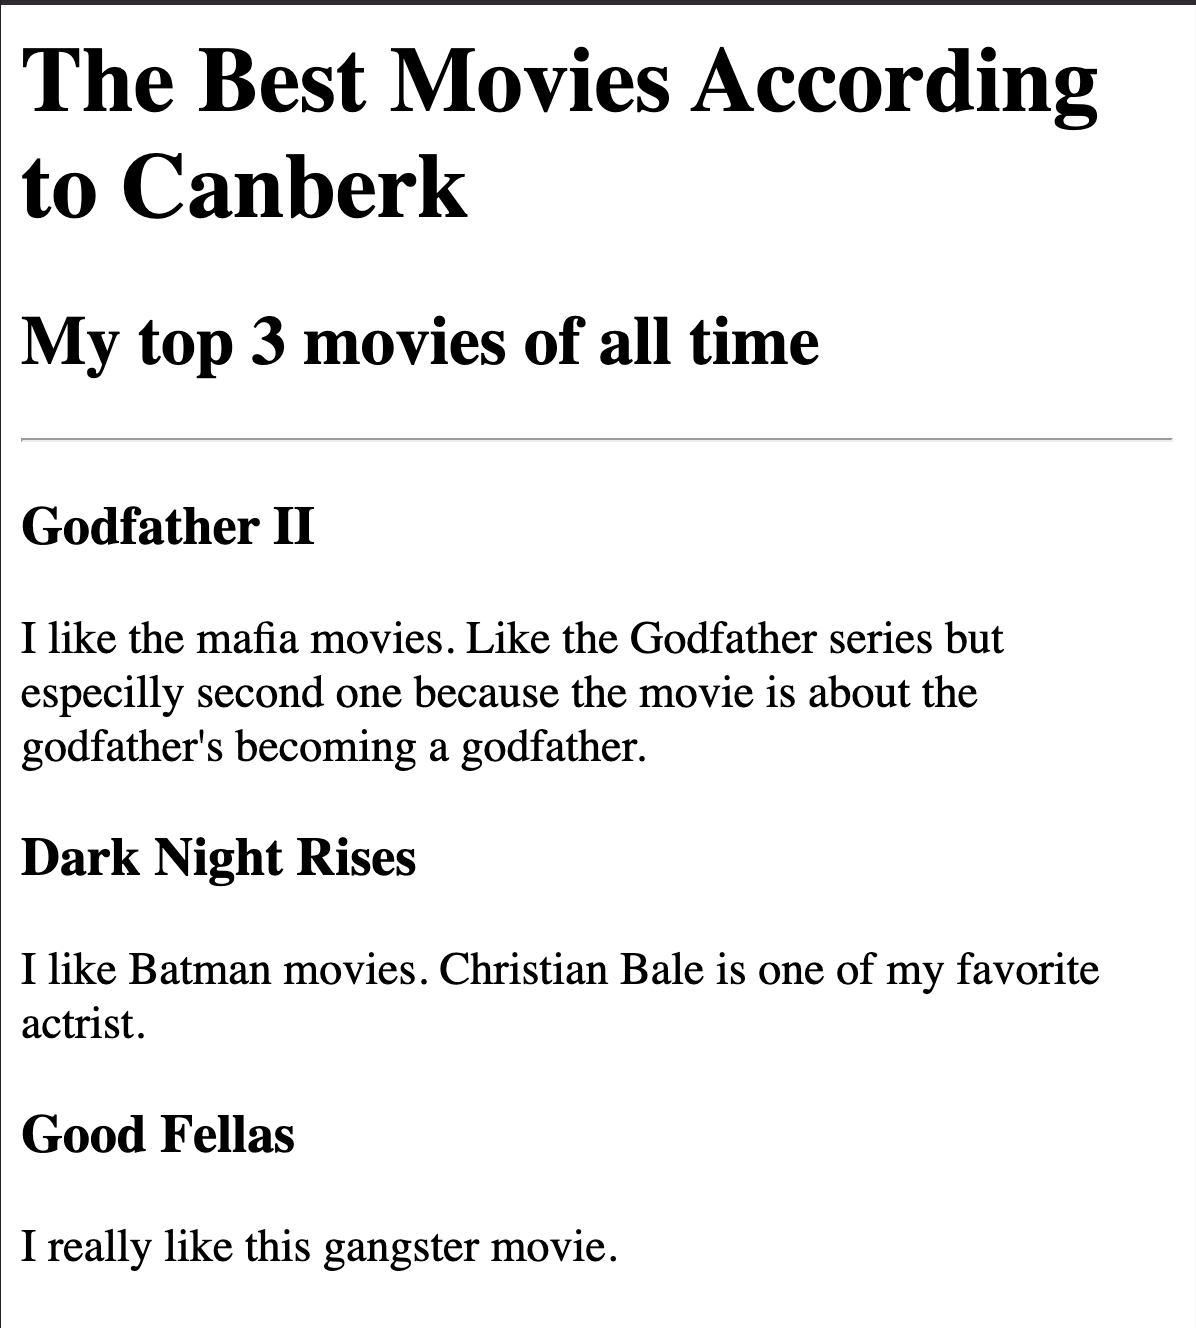 The Best Movies According
to Canberk
My top 3 movies of all time
Godfather II
I like the mafia movies. Like the Godfather series but
especilly second one because the movie is about the
godfather's becoming a godfather.
Dark Night Rises
I like Batman movies. Christian Bale is one of my favorite
actrist.
Good Fellas
I really like this gangster movie.